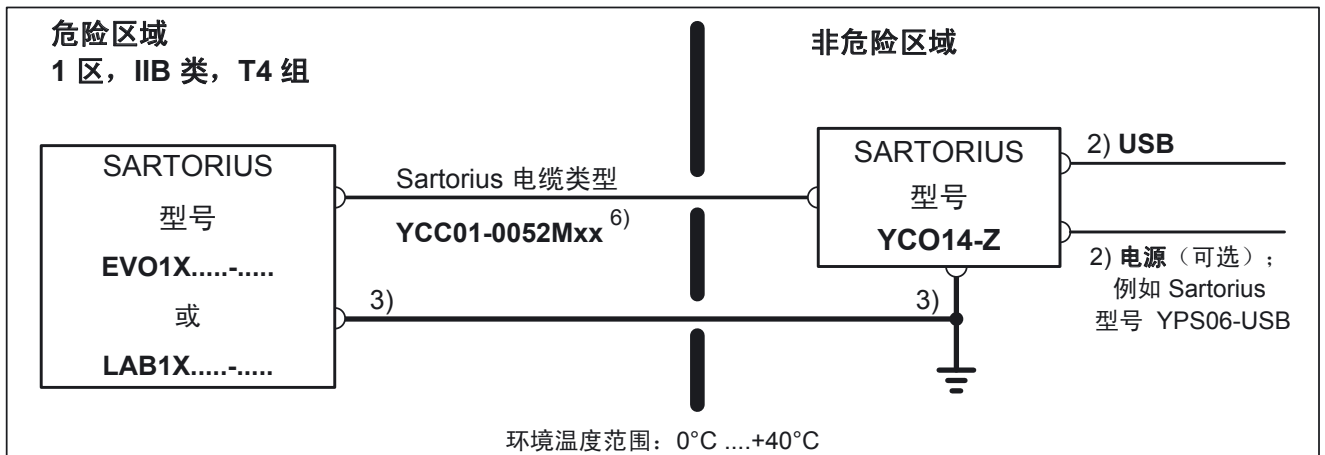 危险区域
1 区，IIB 类，T4 组
非危险区域
SARTORIUS
型号
EVO1X.....-.....
或
LAB1X.....-.....
Sartorius 电缆类型
YCC01-0052Mxx 6)
3)
3)
SARTORIUS
型号
YCO14-Z
2) USB
2) 电源（可选）；
例如 Sartorius
型号 YPS06-USB
环境温度范围：0°C ....+40°C